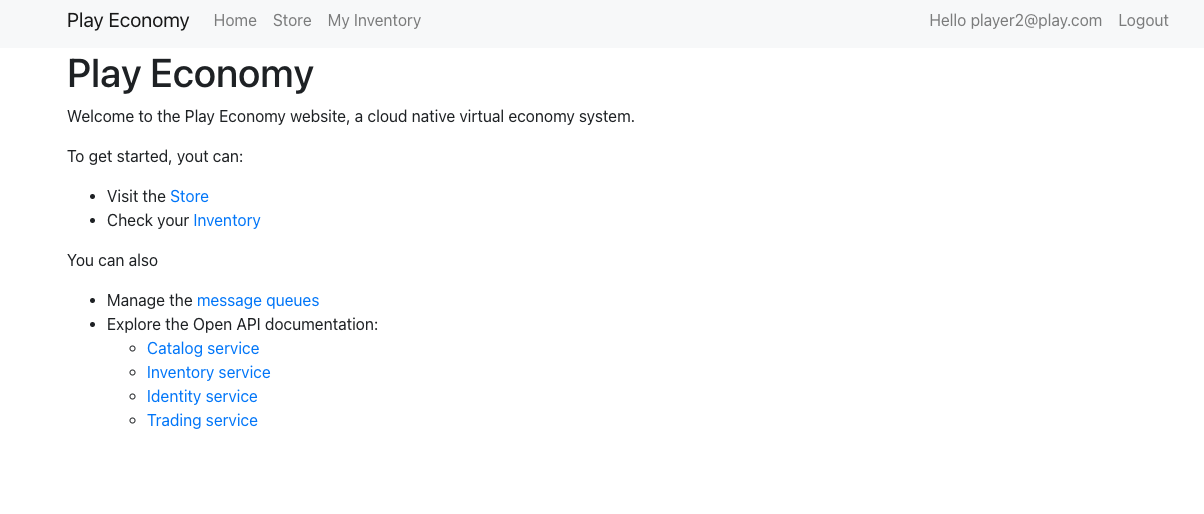 Play Economy Home Store My Inventory Hello player2@play.com Logout
Play Economy
Welcome to the Play Economy website, a cloud native virtual economy system.
To get started, yout can:
Visit the Store
Check your Inventory
You can also
Manage the message queues
Explore the Open API documentation:
Catalog service
Inventory service
Identity service
Trading service